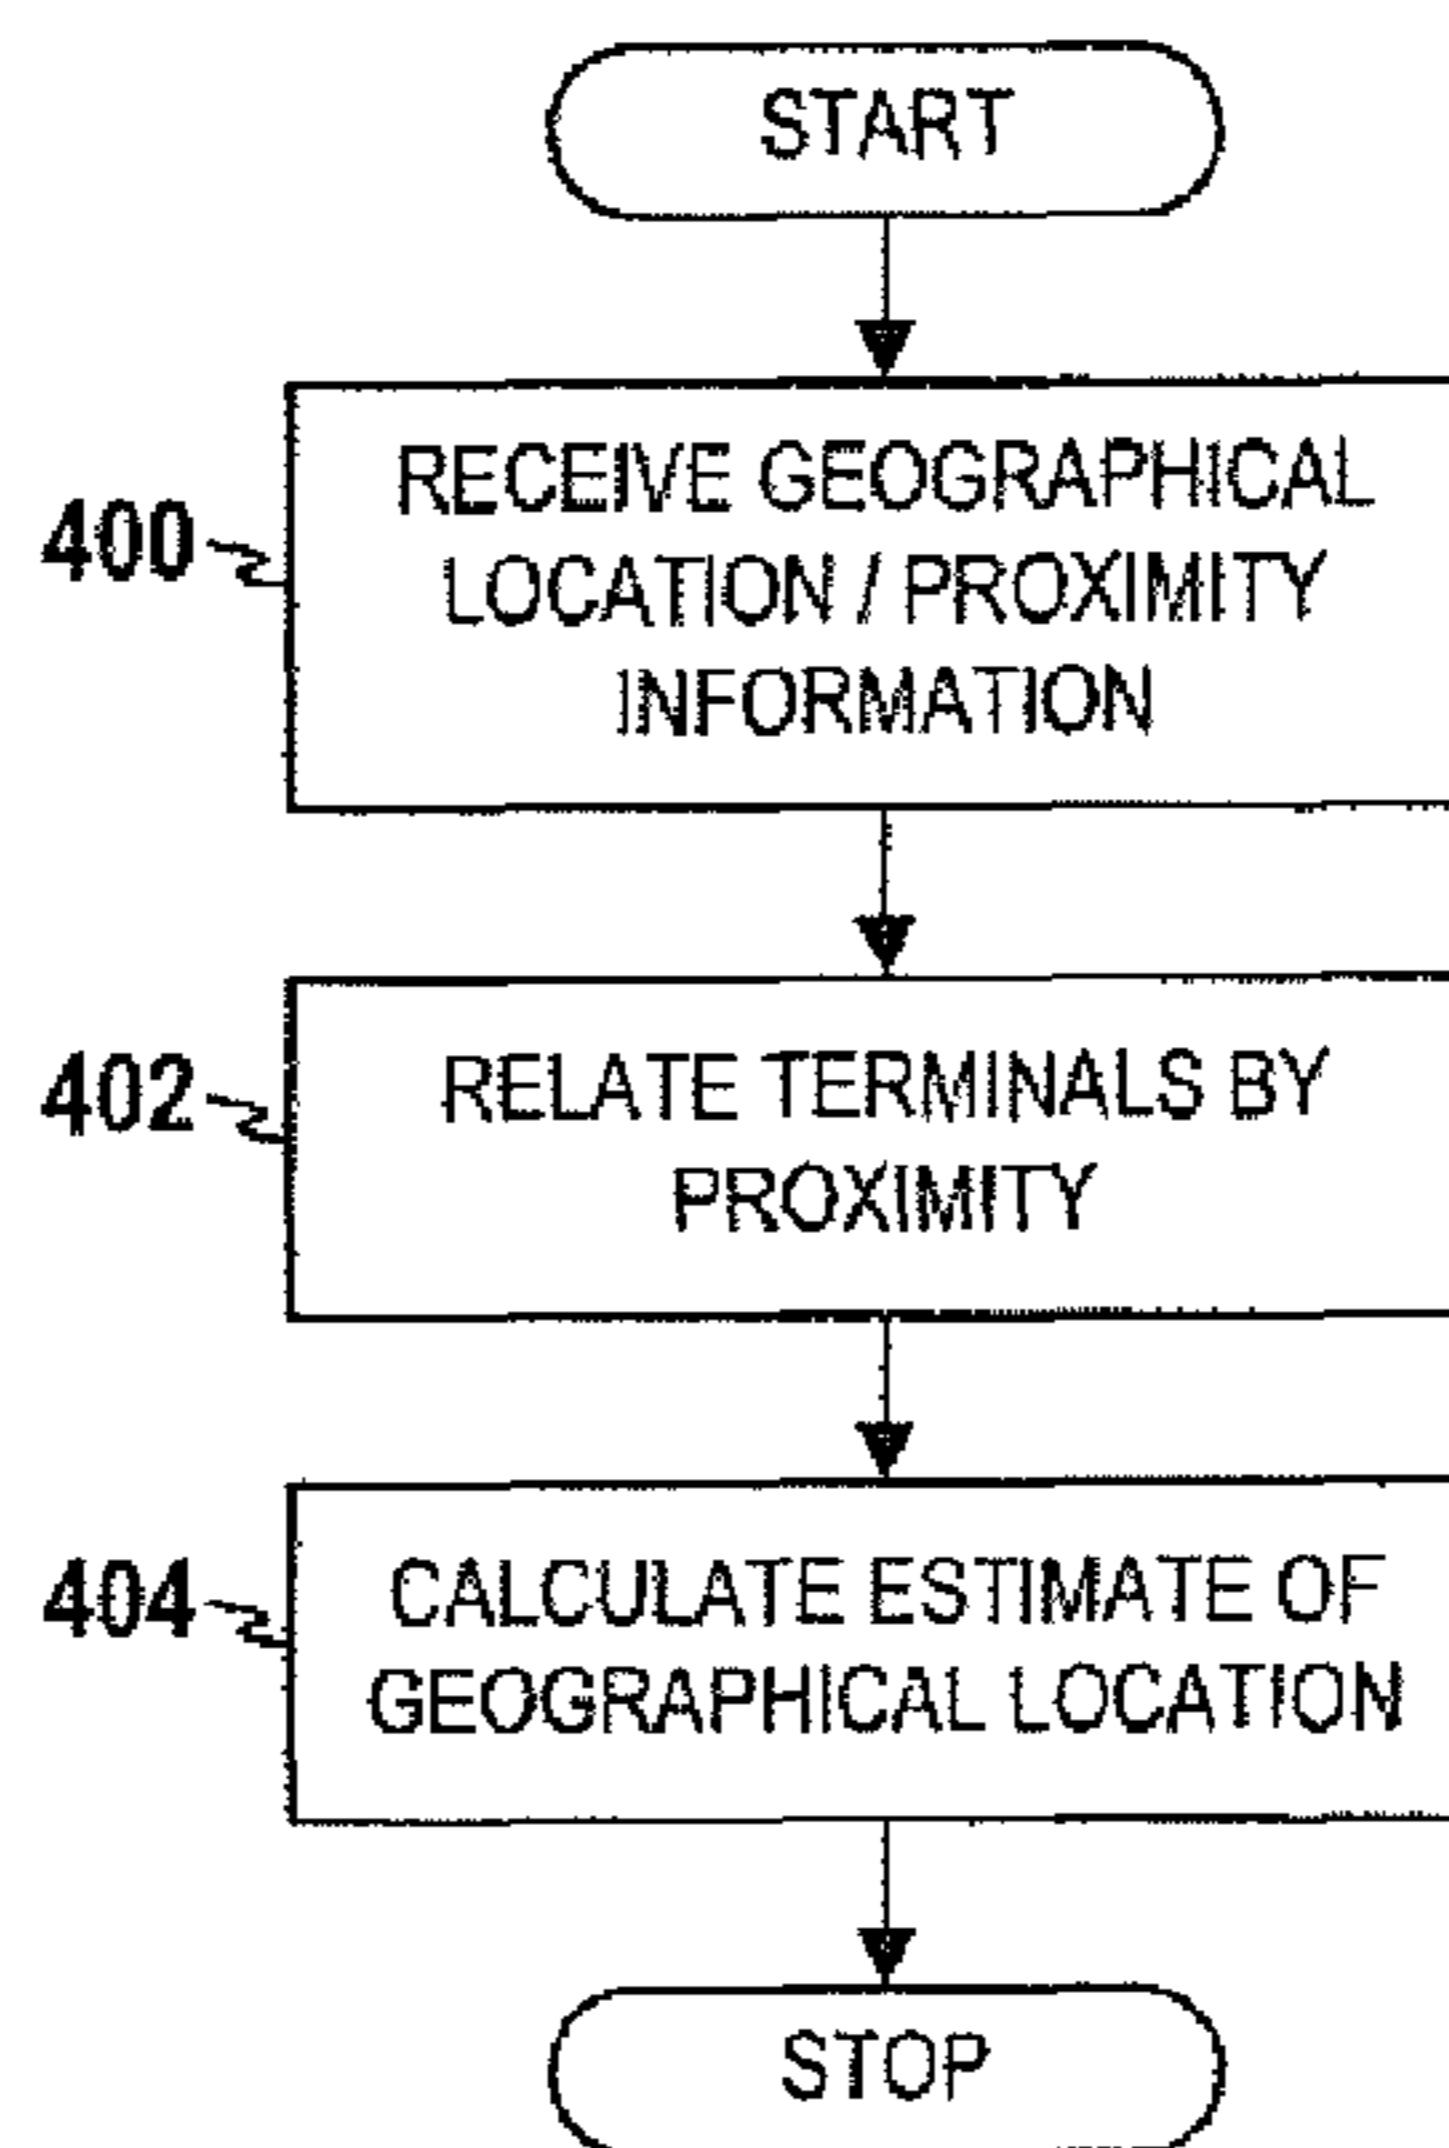 START
400
RECEIVE GEOGRAPHICAL
LOCATION / PROXIMITY
INFORMATION
402
RELATE TERMINALS BY
PROXIMITY
404
CALCULATE ESTIMATE OF
GEOGRAPHICAL LOCATION
STOP